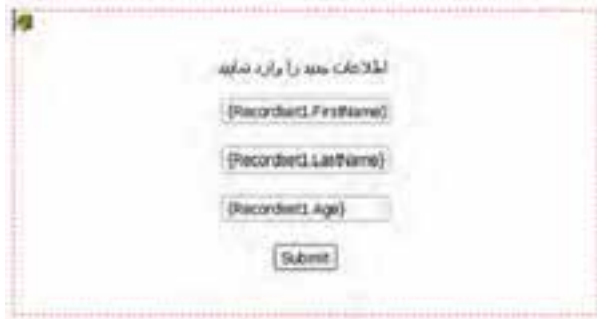 اطلاعات جدید را وارد نمایید
{Recordset1.FirstName}
{Recordset1.LastName}
{Recordset1.Age}
Submit